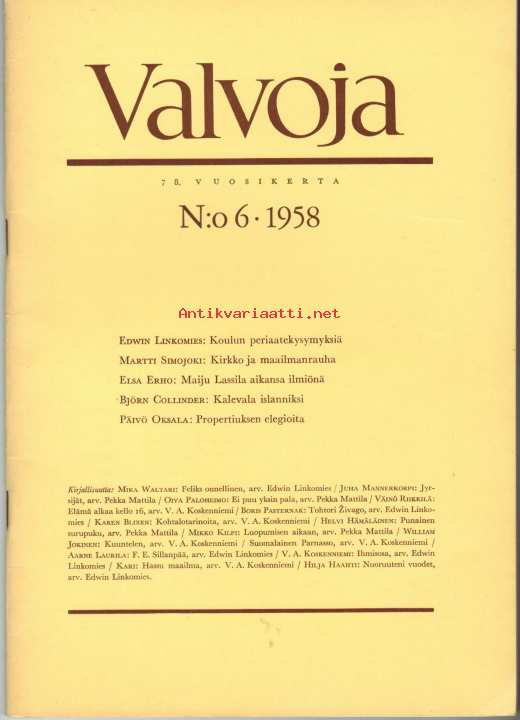 Valvoja
78. VUOSIKERTA
N:o 6 · 1958
Antikvariaatti.net
EDWIN LINKOMIES: Koulun periaatekysymyksiä
MARTTI SIMOJOKI: Kirkko ja maailmanrauha
ELSA ERHO: Maiju Lassila aikansa ilmiönä
BJÖRN COLLINDER: Kalevala islanniksi
PÄIVÖ OKSALA: Propertiuksen elegioita
Kirjallisuutta: MIKA WALTARI: Feliks onnellinen, arv. Edwin Linkomies / JUHA MANNERKORPI: Jyr-
sijät, arv. Pekka Mattila / OIVA PALOHEIMO: Ei puu yksin pala, arv. Pekka Mattila / VÄINÖ RIIKKILÄ:
Elämä alkaa kello 16, arv. V. A. Koskenniemi / BORIS PASTERNAK: Tohtori Živago, arv. Edwin Linko-
mies / KAREN BLIXEN: Kohtalotarinoita, arv. V. A. Koskenniemi / HELVI HÄMÄLÄINEN: Punainen
surupuku, arv. Pekka Mattila / MIKKO KILPI: Luopumisen aikaan, arv. Pekka Mattila / WILLIAM
JOKINEN: Kuuntelen, arv. V. A. Koskenniemi / SUOMALAINEN PARNASSO, arv. V. A. Koskenniemi /
AARNE LAURILA: F. E. Sillanpää, arv. Edwin Linkomies / V. A. KOSKENNIEMI: Ihmisosa, arv. Edwin
Linkomies / KARI: Hassu maailma, arv. V. A. Koskenniemi / HILJA HAAHTI: Nuoruuteni vuodet,
arv. Edwin Linkomies.